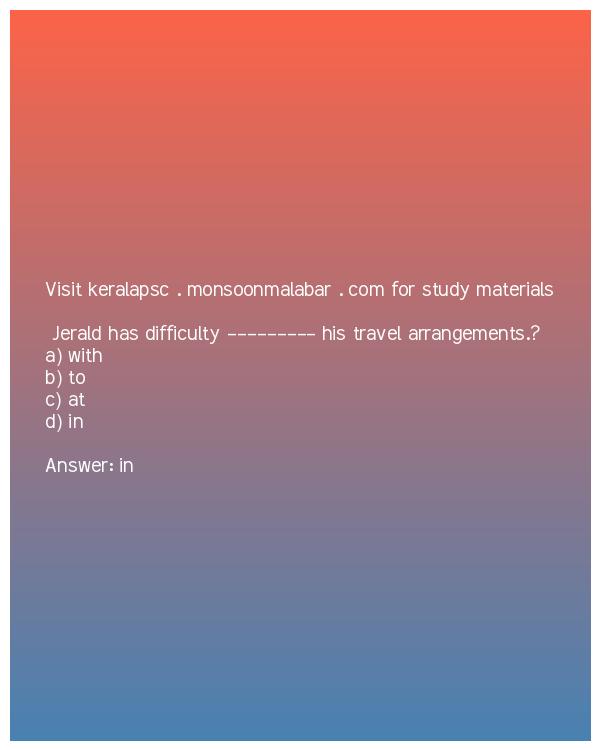 Visit keralapsc . monsoonmalabar . com for study materials
Jerald has difficulty --------- his travel arrangements.?
a) with
b) to
c) at
d) in
Answer: in